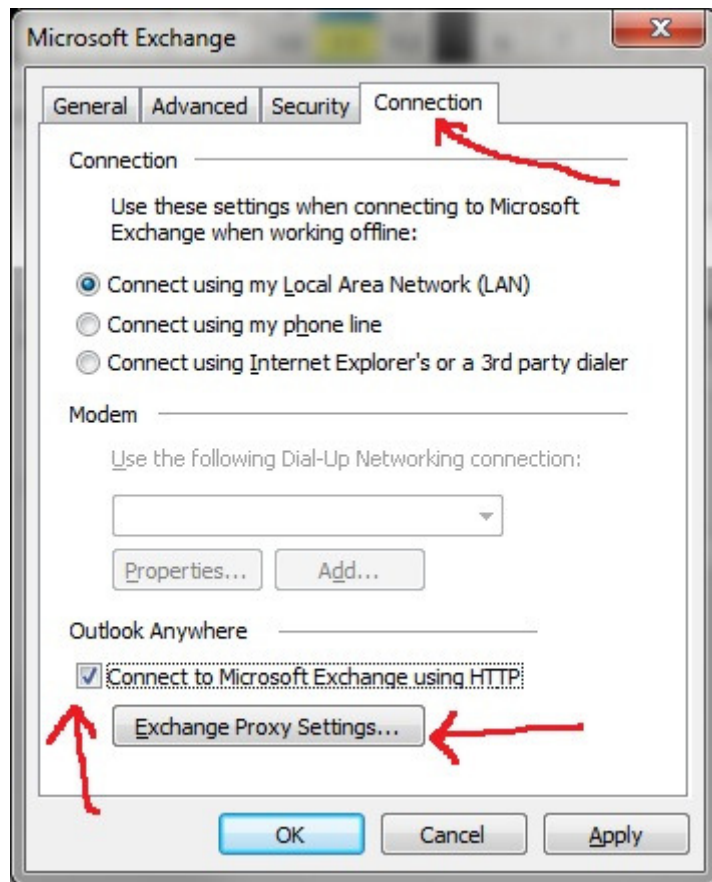 Microsoft Exchange
General Advanced Security Connection
Connection
Use these settings when connecting to Microsoft
Exchange when working offline:
Connect using my Local Area Network (LAN)
Connect using my phone line
Connect using Internet Explorer's or a 3rd party dialer
Modem
Use the following Dial-Up Networking connection:
Properties... Add...
Outlook Anywhere
Connect to Microsoft Exchange using HTTP
Exchange Proxy Settings...
OK Cancel Apply